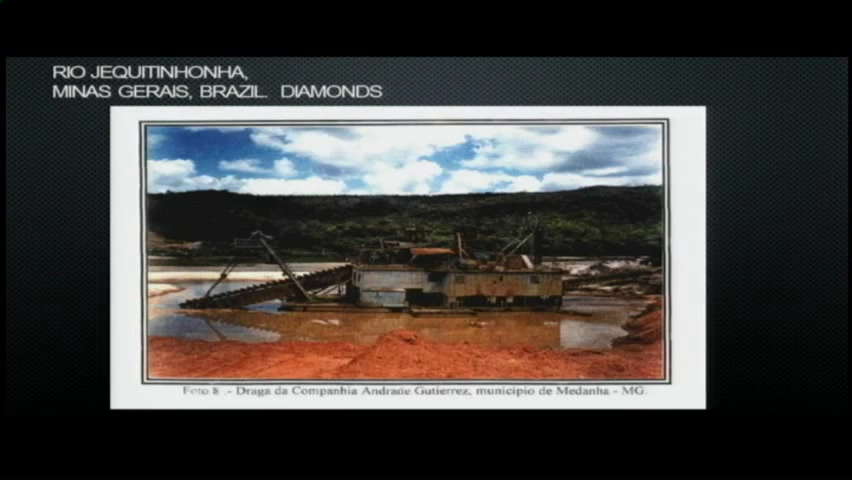 RIO JEQUITINHONHA,
MINAS GERAIS, BRAZIL. DIAMONDS
Foto 8 .- Draga da Companhia Andrade Gutierrez, município de Medanha - MG.